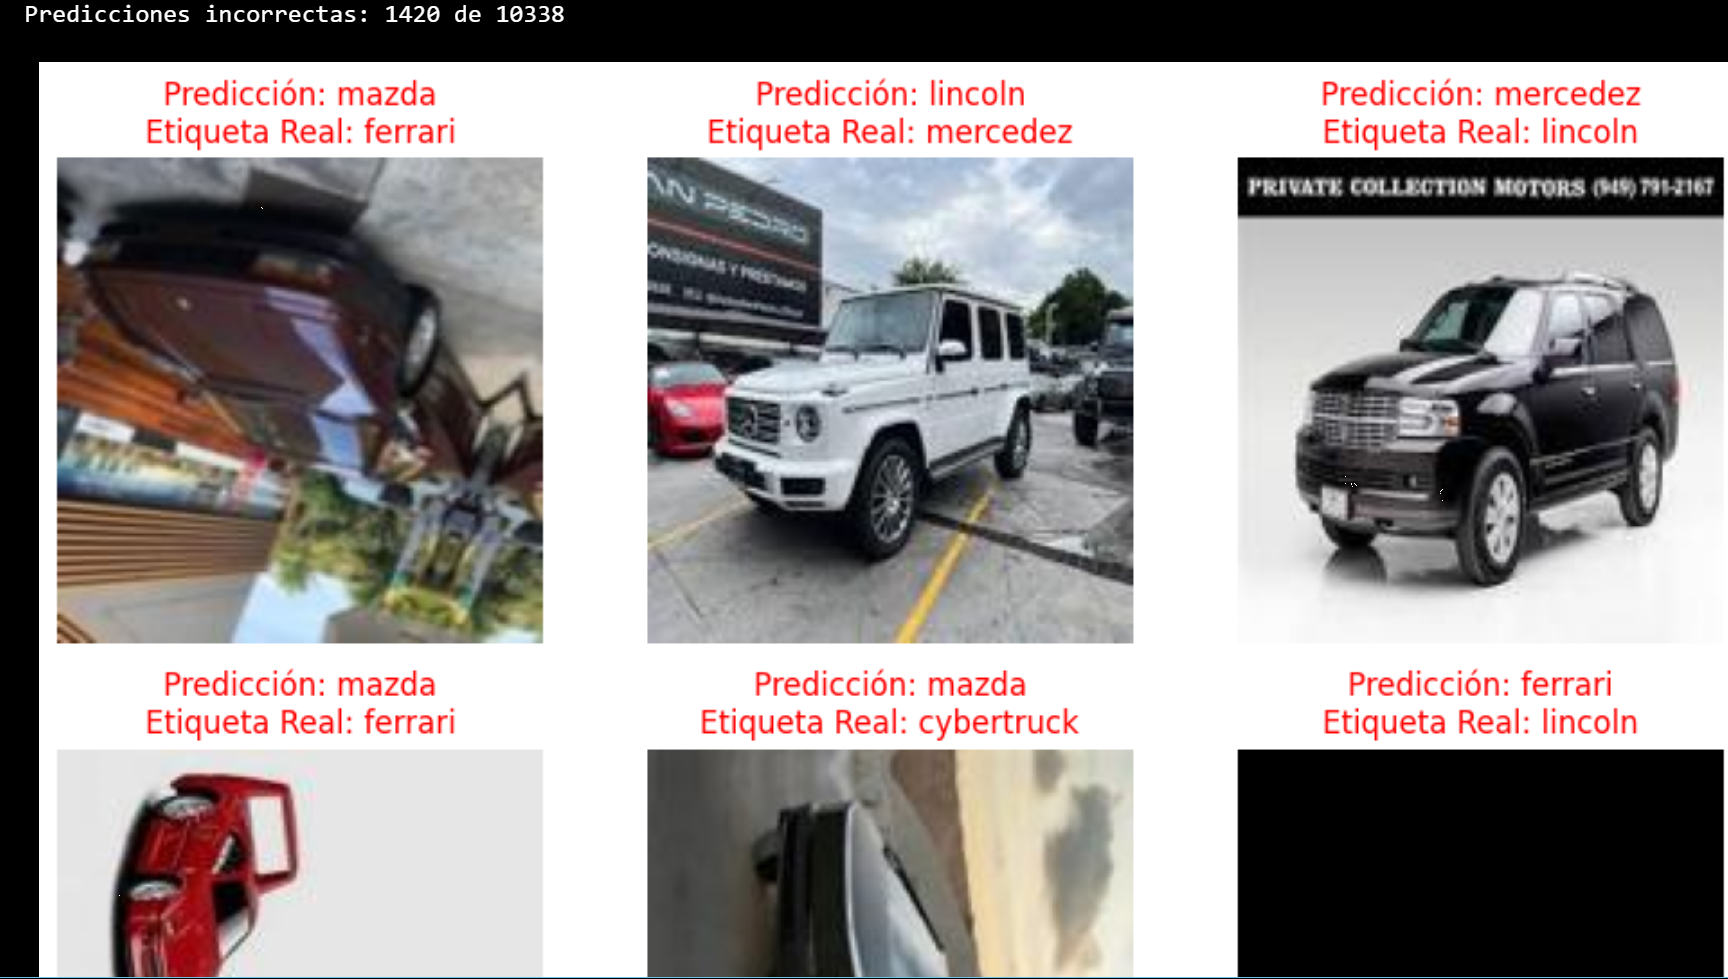 Predicciones incorrectas: 1420 de 10338
Predicción: mazda
Etiqueta Real: ferrari
Predicción: lincoln
Etiqueta Real: mercedez
Predicción: mercedez
Etiqueta Real: lincoln
AN PEDRO
ONSIGNAS Y PRÉSTAMOS
PRIVATE COLLECTION MOTORS (949) 791-2167
Predicción: mazda
Etiqueta Real: ferrari
Predicción: mazda
Etiqueta Real: cybertruck
Predicción: ferrari
Etiqueta Real: lincoln